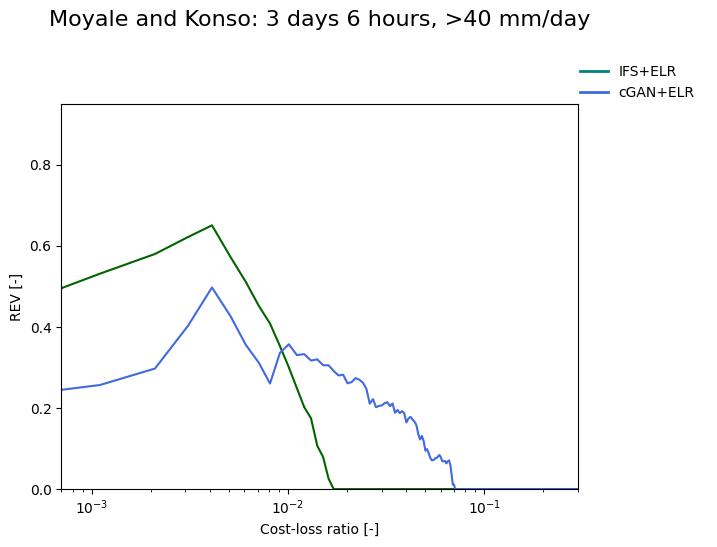 Moyale and Konso: 3 days 6 hours, >40 mm/day
IFS+ELR
cGAN+ELR
0.8
0.6
0.4
0.2
0.0
REV [-]
10⁻³ 10⁻² 10⁻¹
Cost-loss ratio [-]